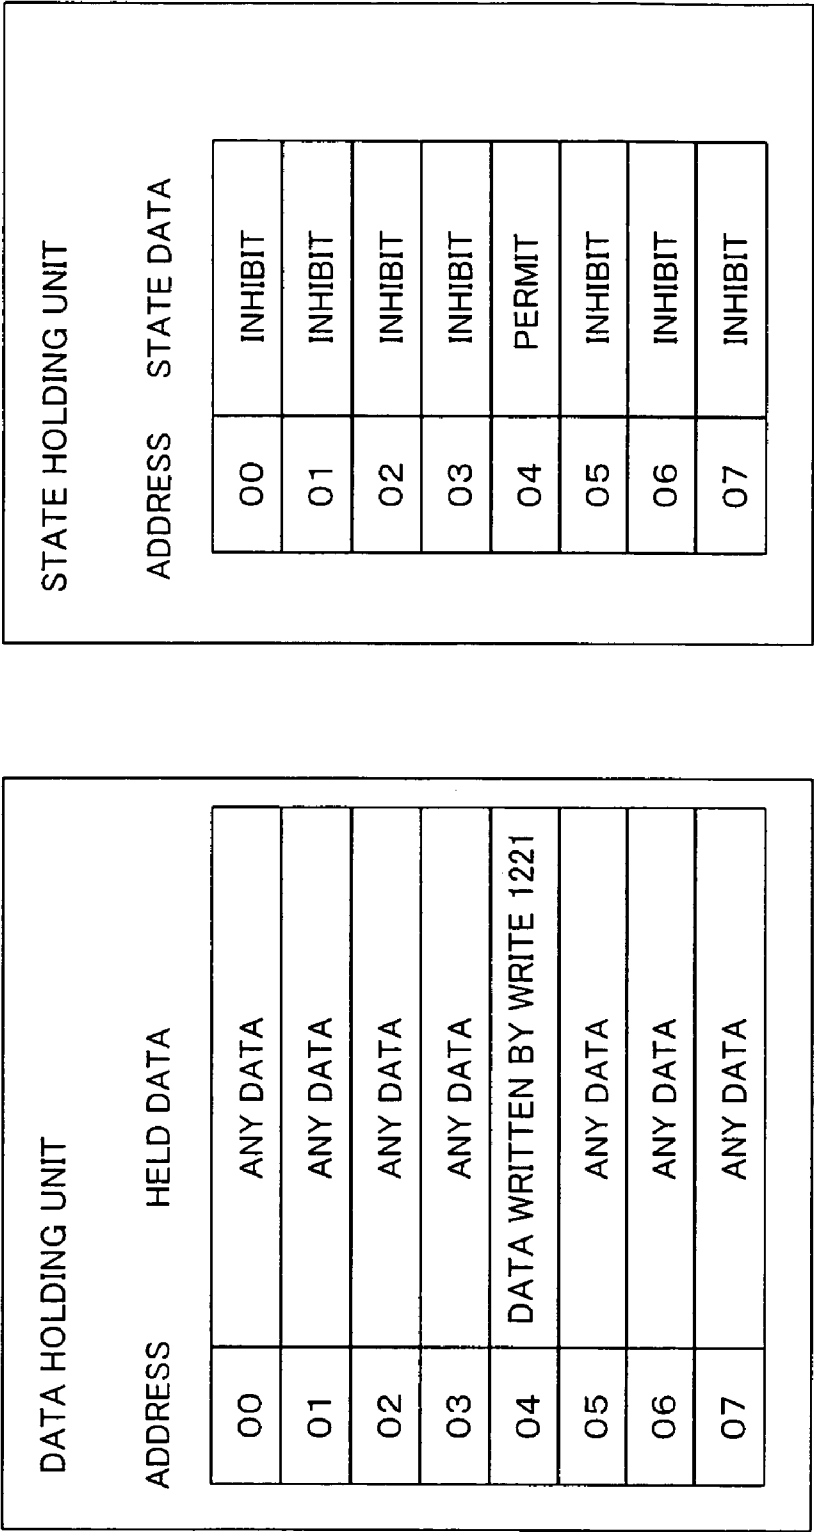 DATA HOLDING UNIT
ADDRESS HELD DATA
00 ANY DATA
01 ANY DATA
02 ANY DATA
03 ANY DATA
04 DATA WRITTEN BY WRITE 1221
05 ANY DATA
06 ANY DATA
07 ANY DATA
STATE HOLDING UNIT
ADDRESS STATE DATA
00 INHIBIT
01 INHIBIT
02 INHIBIT
03 INHIBIT
04 PERMIT
05 INHIBIT
06 INHIBIT
07 INHIBIT